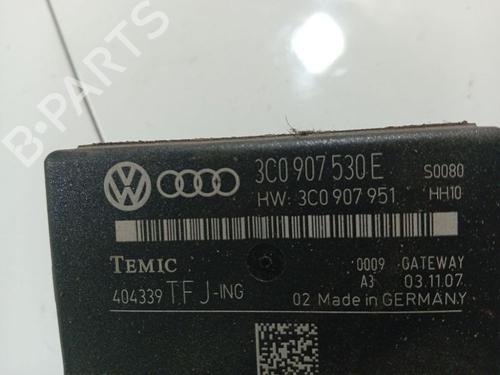 B-PARTS
3C0 907 530 E S0080
HW: 3C0 907 951 HH10
TEMIC 0009 GATEWAY
404339 TFJ-ING A3 03.11.07
02 Made in GERMANY